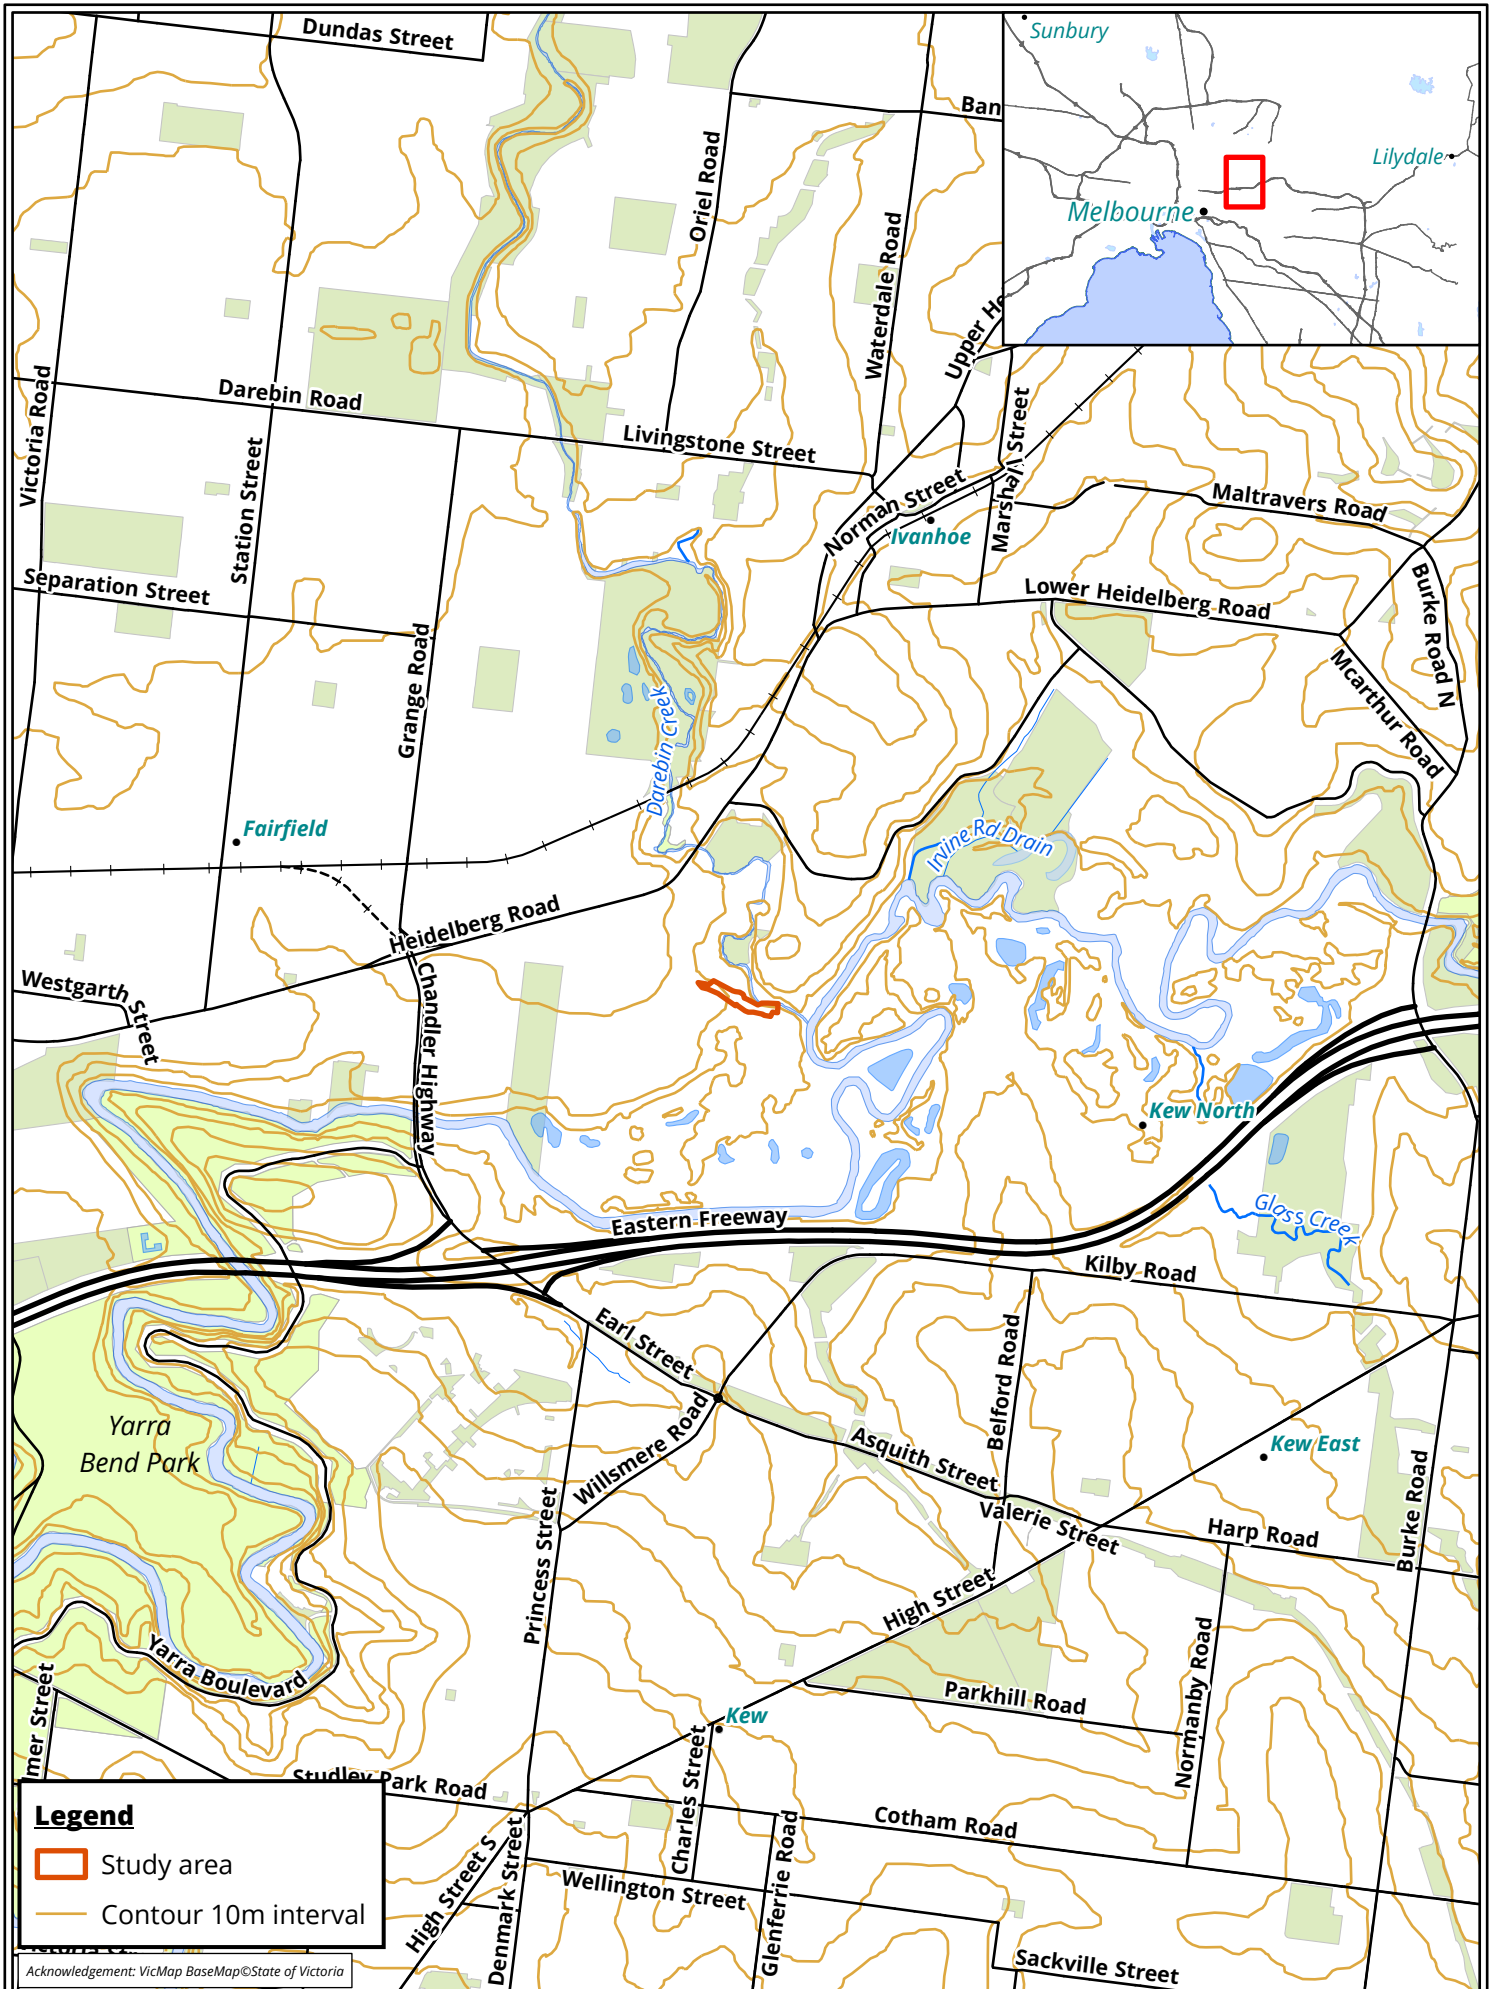 Dundas Street
Sunbury
Ban
Lilydale
Oriel Road
Melbourne
Waterdale Road
Upper He
Victoria Road
Darebin Road
Livingstone Street
Marshall Street
Station Street
Norman Street
Maltravers Road
Ivanhoe
Separation Street
Lower Heidelberg Road
Burke Road N
Grange Road
Mcarthur Road
Darebin Creek
Fairfield
Irvine Rd Drain
Heidelberg Road
Westgarth Street
Chandler Highway
Kew North
Glass Creek
Eastern Freeway
Kilby Road
Earl Street
Belford Road
Yarra
Bend Park
Willsmere Road
Asquith Street
Kew East
Burke Road
Valerie Street
Harp Road
Princess Street
High Street
Yarra Boulevard
Normanby Road
mer Street
Parkhill Road
Kew
Charles Street
Studley Park Road
Cotham Road
Glenferrie Road
High Street S
Denmark Street
Wellington Street
Sackville Street
Legend
Study area
Contour 10m interval
Acknowledgement: VicMap BaseMap©State of Victoria